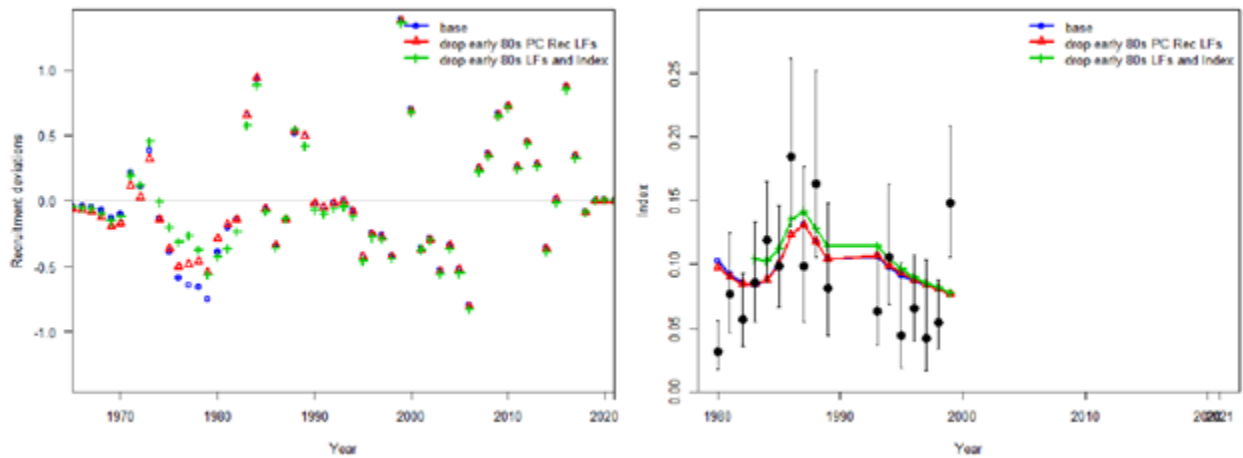 base
drop early 80s PC Rec LFs
drop early 80s LFs and Index
1.0
0.5
0.0
-0.5
-1.0
Recruitment deviations
1970
1980
1990
2000
2010
2020
Year
base
drop early 80s PC Rec LFs
drop early 80s LFs and Index
0.25
0.20
0.15
0.10
0.05
0.00
Index
1980
1990
2000
2010
2021
Year